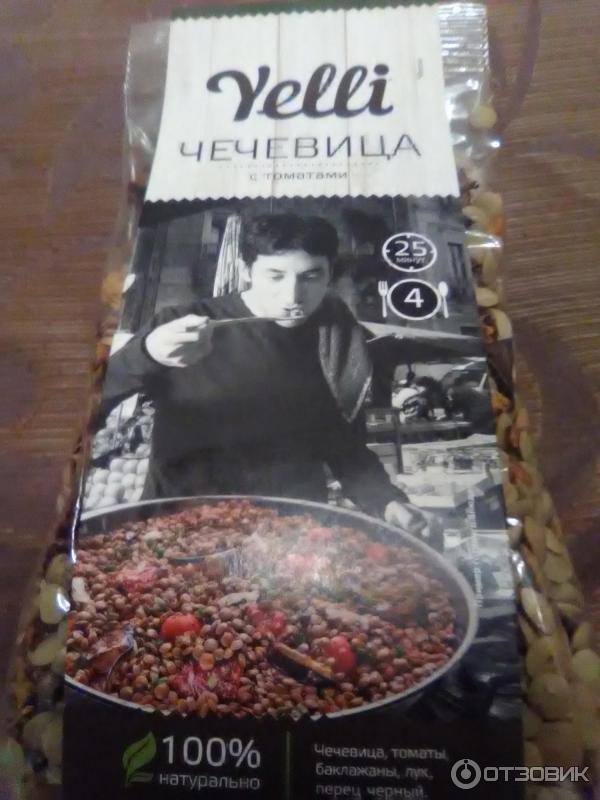 Yelli
ЧЕЧЕВИЦА
с томатами
25
минут
4
100%
натурально
Чечевица, томаты,
баклажаны, лук,
перец черный.
ОТЗОВИК